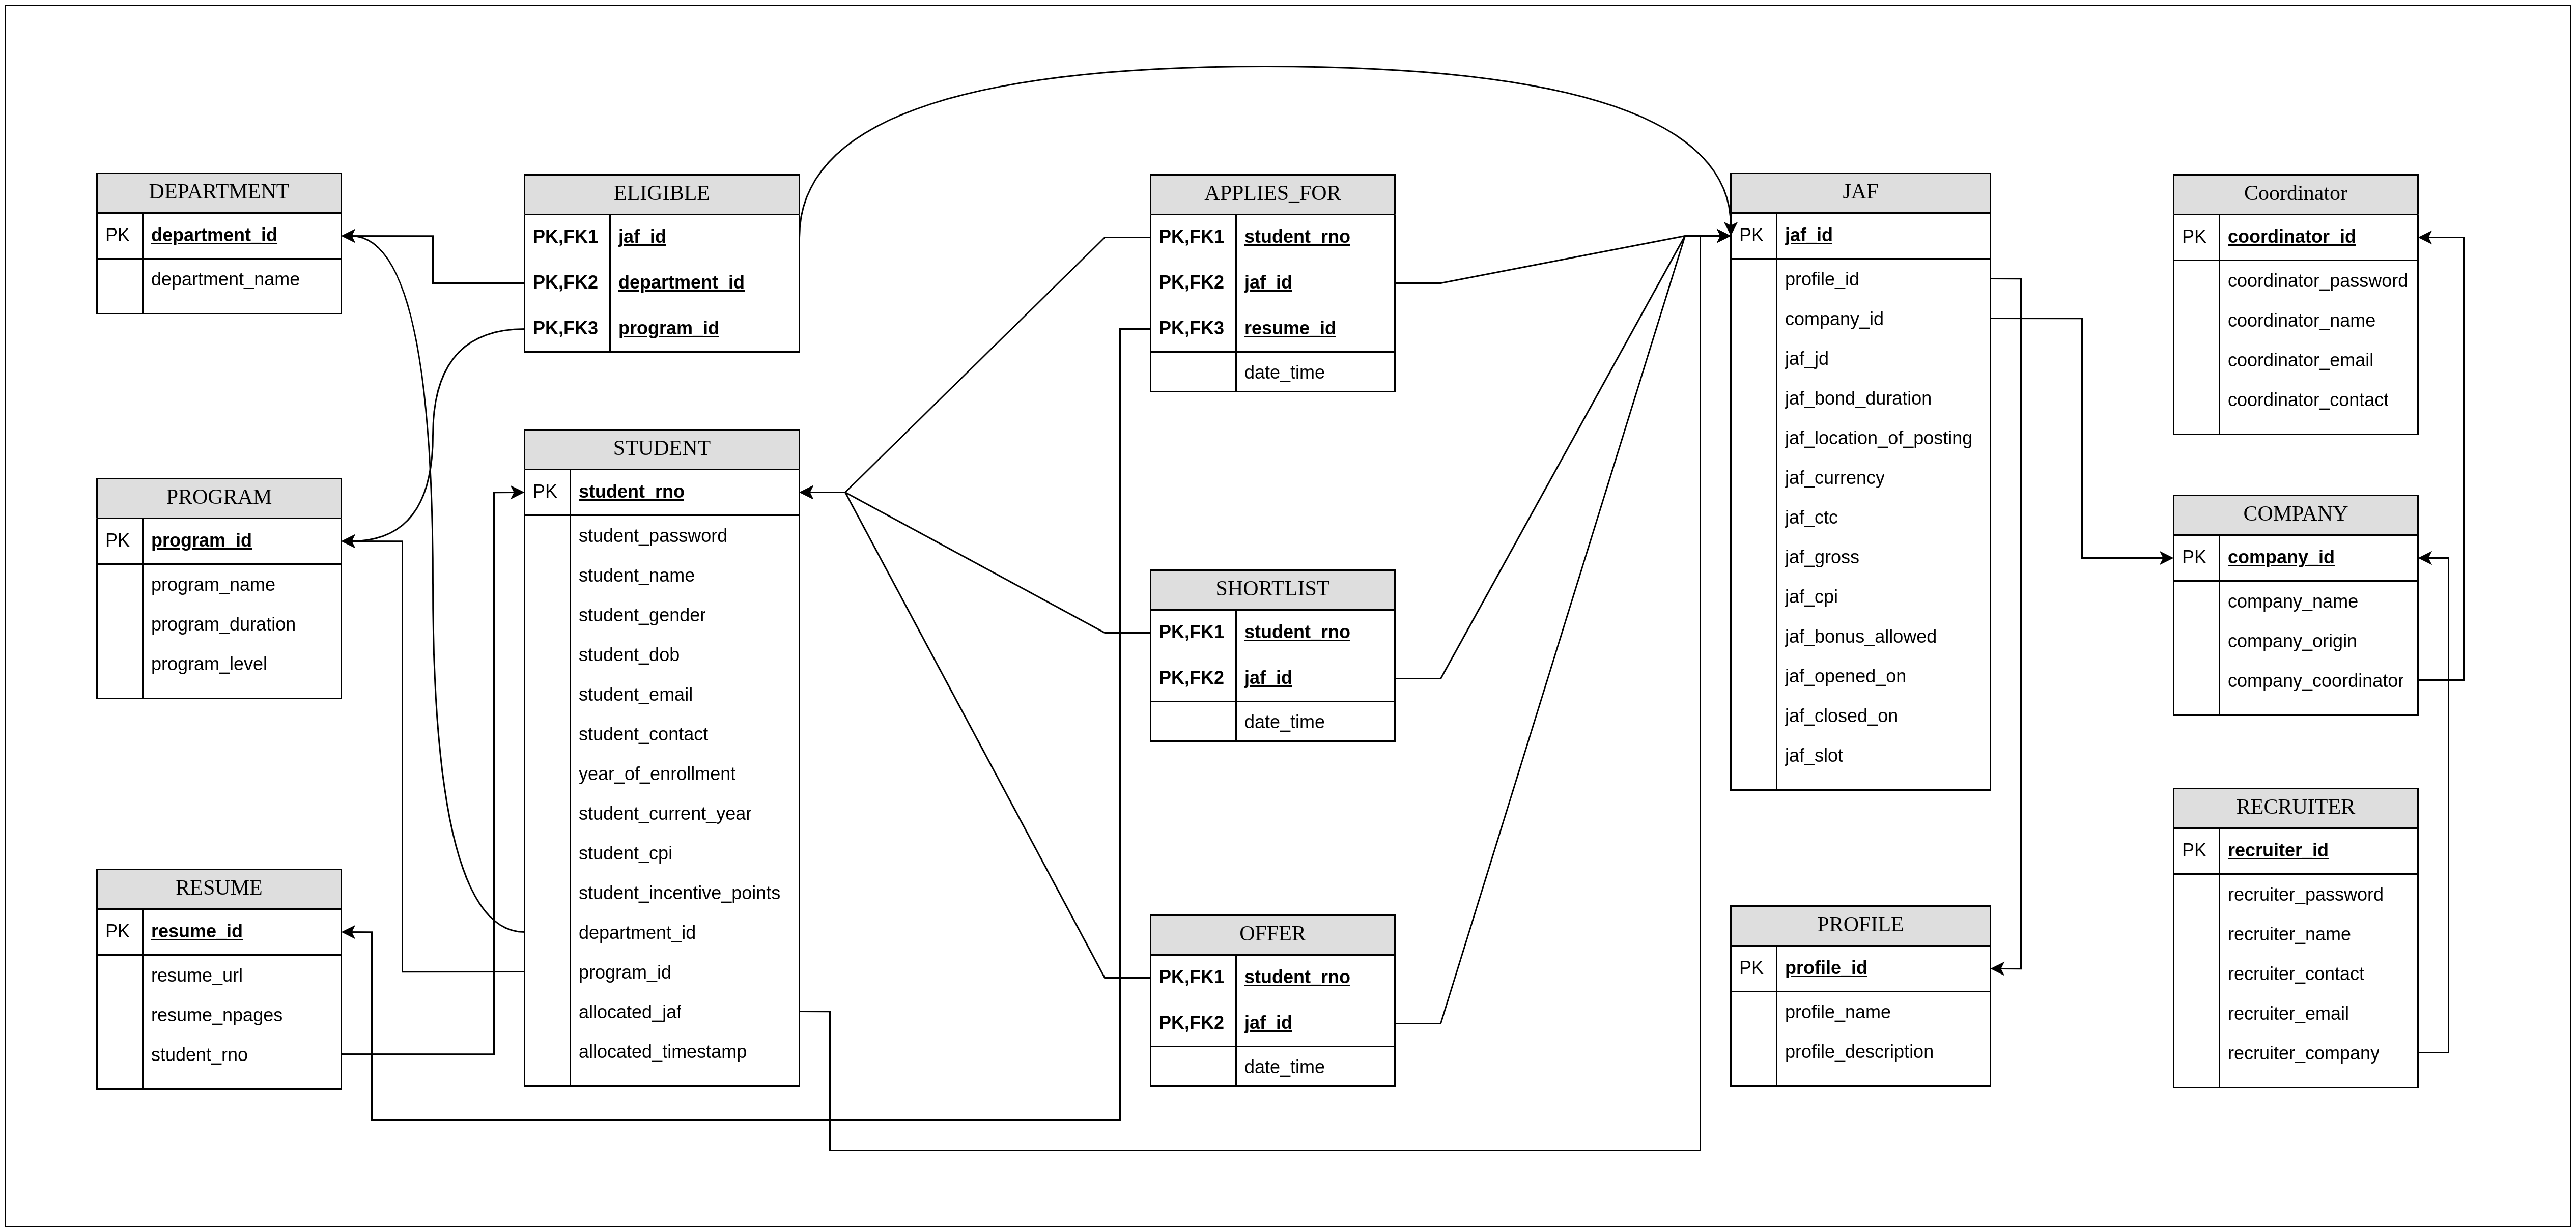 DEPARTMENT
PK department_id
department_name
PROGRAM
PK program_id
program_name
program_duration
program_level
RESUME
PK resume_id
resume_url
resume_npages
student_rno
ELIGIBLE
PK,FK1 jaf_id
PK,FK2 department_id
PK,FK3 program_id
STUDENT
PK student_rno
student_password
student_name
student_gender
student_dob
student_email
student_contact
year_of_enrollment
student_current_year
student_cpi
student_incentive_points
department_id
program_id
allocated_jaf
allocated_timestamp
APPLIES_FOR
PK,FK1 student_rno
PK,FK2 jaf_id
PK,FK3 resume_id
date_time
SHORTLIST
PK,FK1 student_rno
PK,FK2 jaf_id
date_time
OFFER
PK,FK1 student_rno
PK,FK2 jaf_id
date_time
JAF
PK jaf_id
profile_id
company_id
jaf_jd
jaf_bond_duration
jaf_location_of_posting
jaf_currency
jaf_ctc
jaf_gross
jaf_cpi
jaf_bonus_allowed
jaf_opened_on
jaf_closed_on
jaf_slot
PROFILE
PK profile_id
profile_name
profile_description
Coordinator
PK coordinator_id
coordinator_password
coordinator_name
coordinator_email
coordinator_contact
COMPANY
PK company_id
company_name
company_origin
company_coordinator
RECRUITER
PK recruiter_id
recruiter_password
recruiter_name
recruiter_contact
recruiter_email
recruiter_company